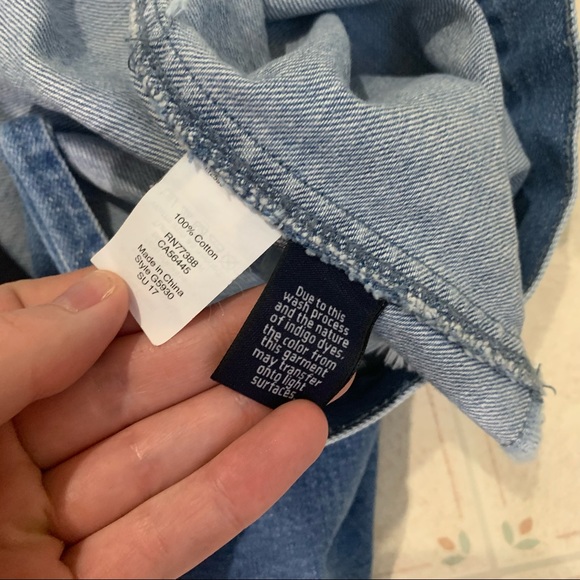 100% Cotton
RN77388
CA56445
Made in China
Style G5930
SU 17
Due to this
wash process
and the nature
of indigo dyes,
the color from
this garment
may transfer
onto light
surfaces.